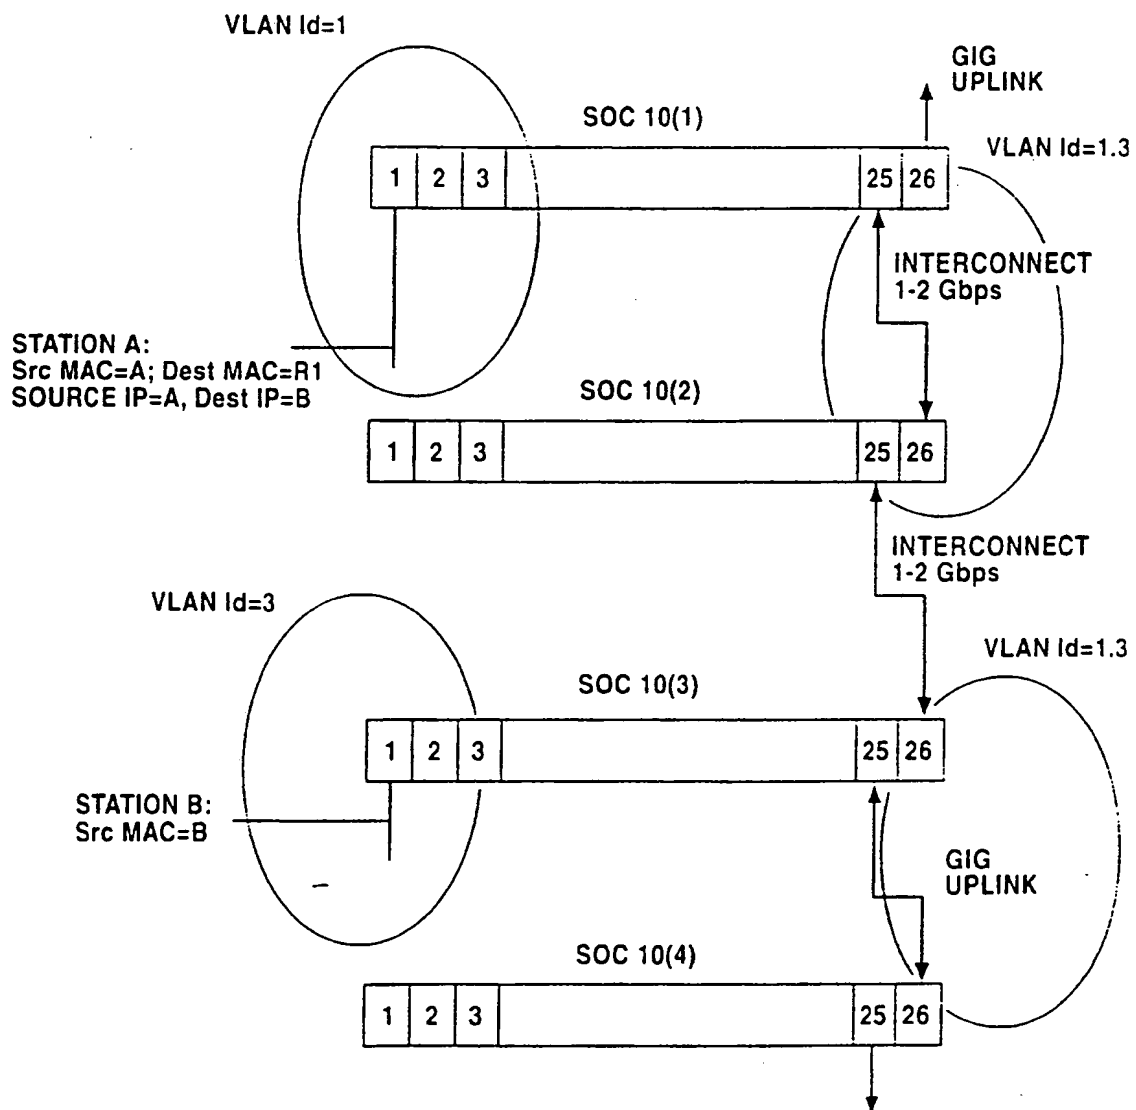 VLAN Id=1
GIG
UPLINK
SOC 10(1)
VLAN Id=1.3
1 2 3 25 26
INTERCONNECT
1-2 Gbps
STATION A:
Src MAC=A; Dest MAC=R1
SOURCE IP=A, Dest IP=B
SOC 10(2)
1 2 3 25 26
INTERCONNECT
1-2 Gbps
VLAN Id=3
VLAN Id=1.3
SOC 10(3)
1 2 3 25 26
STATION B:
Src MAC=B
GIG
UPLINK
SOC 10(4)
1 2 3 25 26